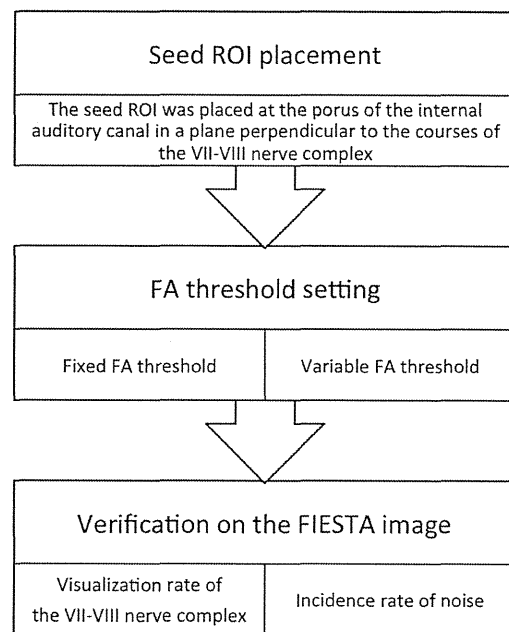 Seed ROI placement
The seed ROI was placed at the porus of the internal
auditory canal in a plane perpendicular to the courses of
the VII-VIII nerve complex
FA threshold setting
Fixed FA threshold
Variable FA threshold
Verification on the FIESTA image
Visualization rate of
the VII-VIII nerve complex
Incidence rate of noise